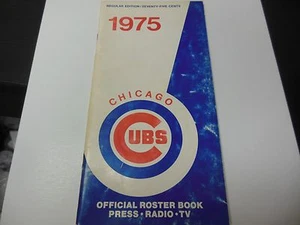 REGULAR EDITION: SEVENTY-FIVE CENTS
1975
CHICAGO
CUBS
OFFICIAL ROSTER BOOK
PRESS • RADIO • TV